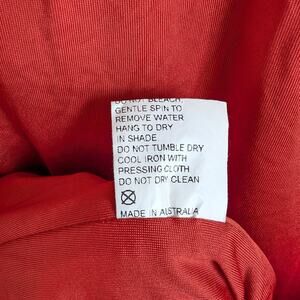 DO NOT BLEACH
GENTLE SPIN TO
REMOVE WATER
HANG TO DRY
IN SHADE
DO NOT TUMBLE DRY
COOL IRON WITH
PRESSING CLOTH
DO NOT DRY CLEAN
MADE IN AUSTRALIA